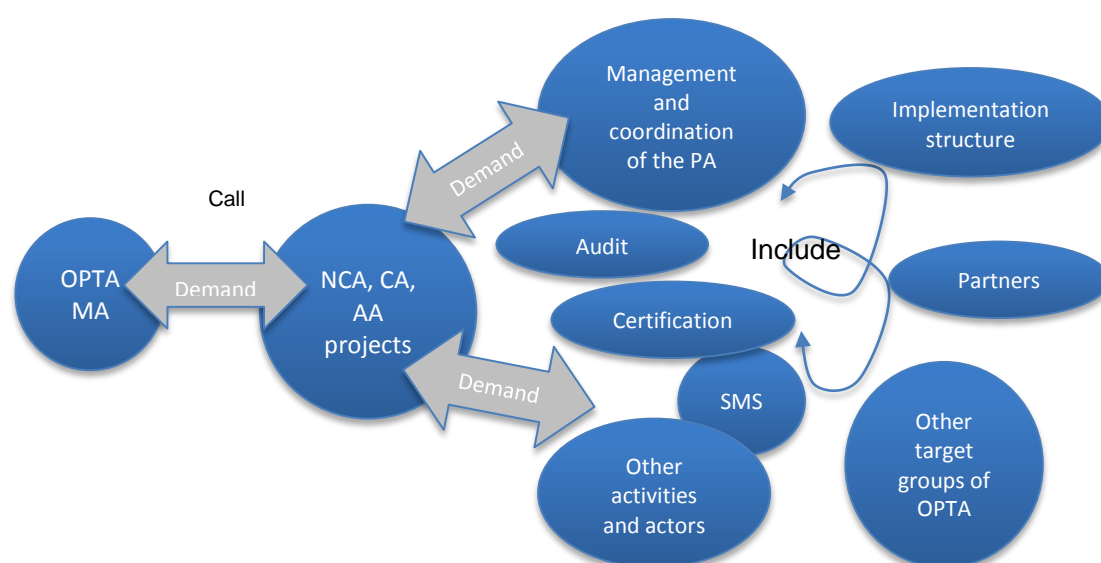 Call
OPTA
MA
Demand
NCA, CA,
AA
projects
Demand
Demand
Management
and
coordination
of the PA
Audit
Certification
SMS
Other
activities
and actors
Include
Implementation
structure
Partners
Other
target
groups of
OPTA